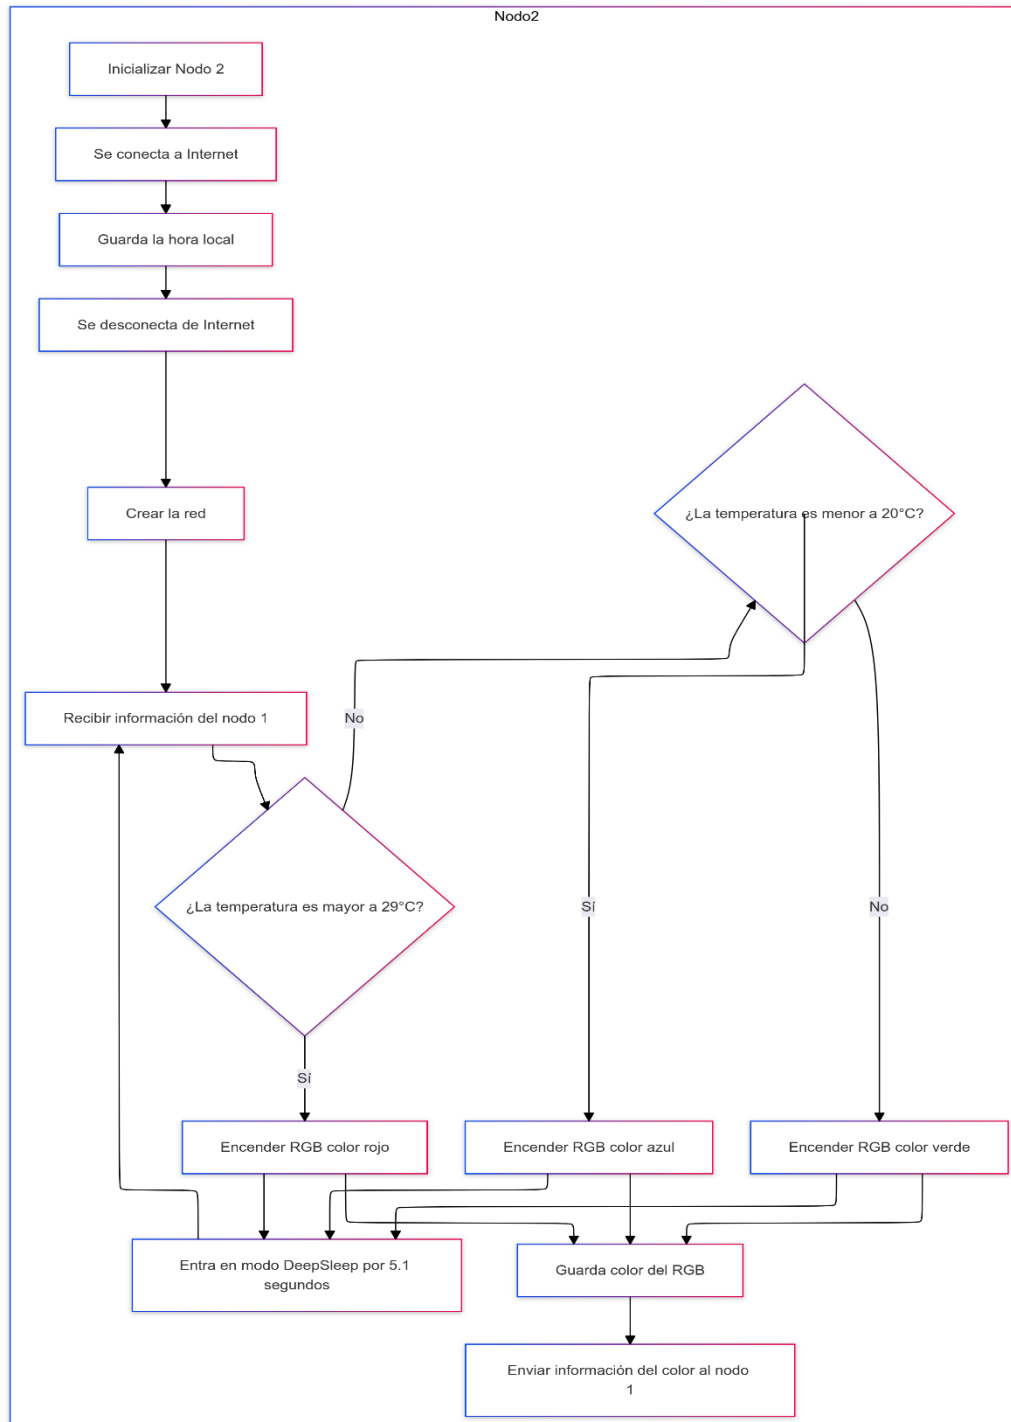 Nodo2
Inicializar Nodo 2
Se conecta a Internet
Guarda la hora local
Se desconecta de Internet
Crear la red
¿La temperatura es menor a 20°C?
Recibir información del nodo 1
No
¿La temperatura es mayor a 29°C?
Sí
No
Sí
Encender RGB color rojo
Encender RGB color azul
Encender RGB color verde
Entra en modo DeepSleep por 5.1
segundos
Guarda color del RGB
Enviar información del color al nodo
1